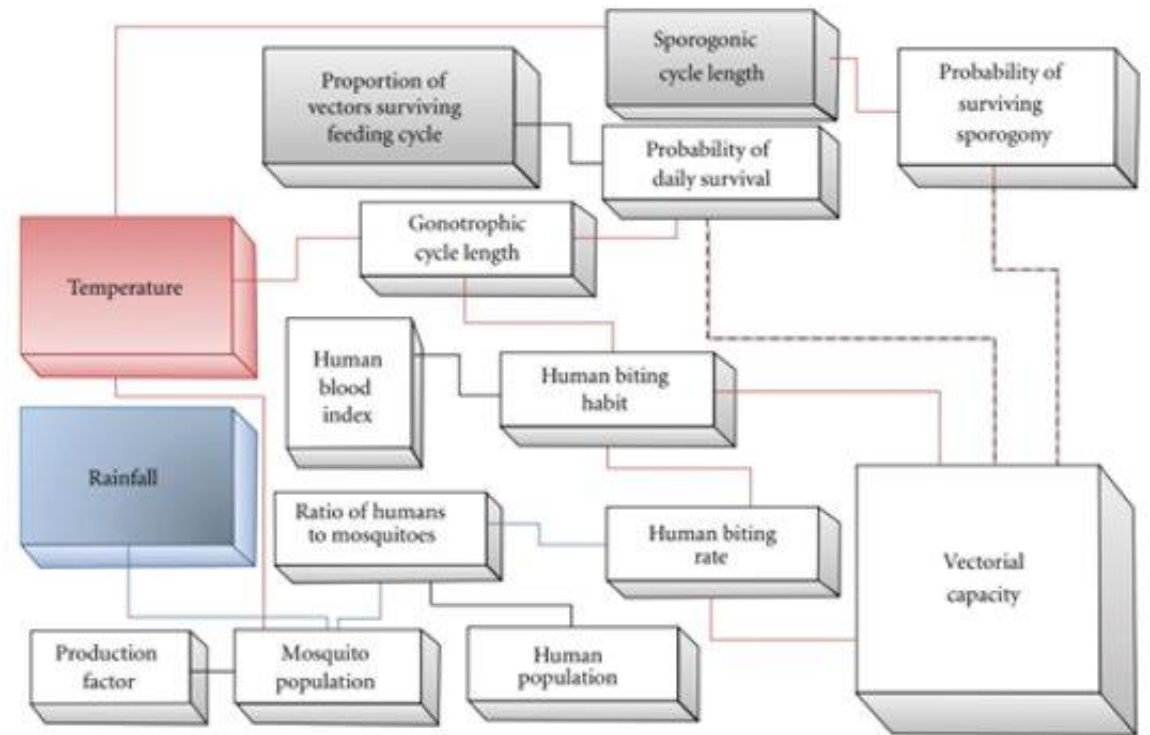 Sporogonic
cycle length
Proportion of
vectors surviving
feeding cycle
Probability of
surviving
sporogony
Probability of
daily survival
Gonotrophic
cycle length
Temperature
Human
blood
index
Human biting
habit
Rainfall
Ratio of humans
to mosquitoes
Human biting
rate
Vectorial
capacity
Production
factor
Mosquito
population
Human
population